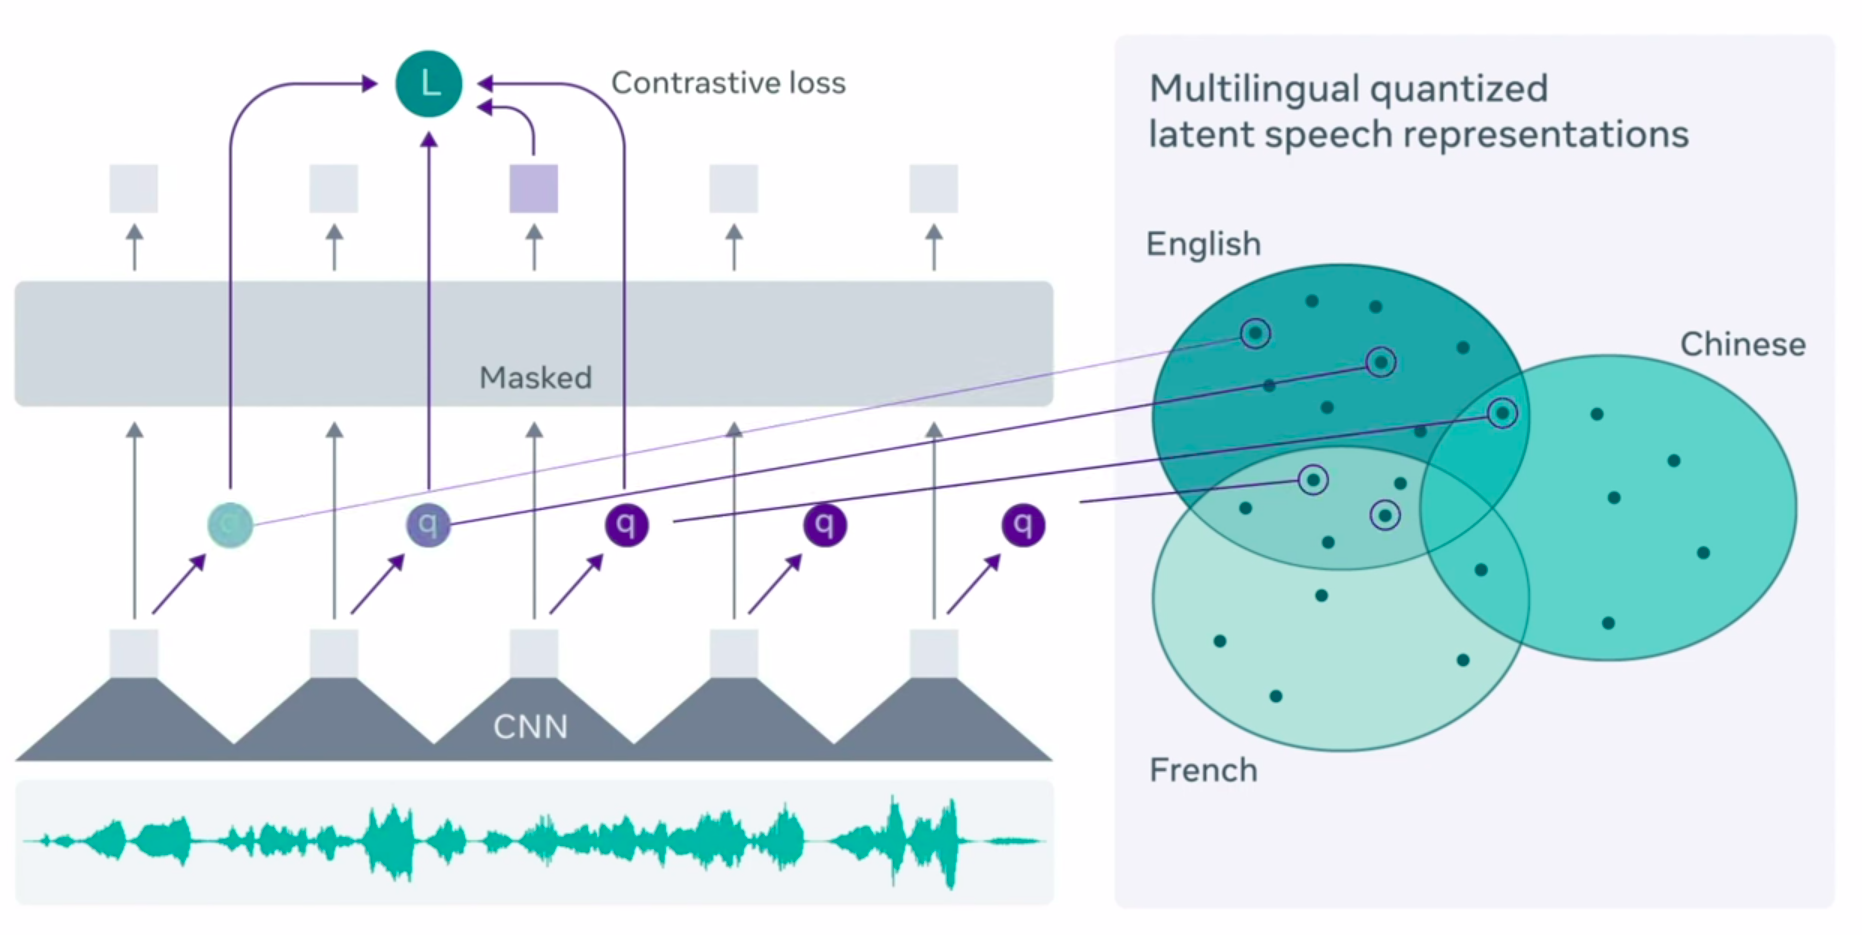 L
Contrastive loss
Masked
q
q
q
q
q
CNN
Multilingual quantized
latent speech representations
English
Chinese
French